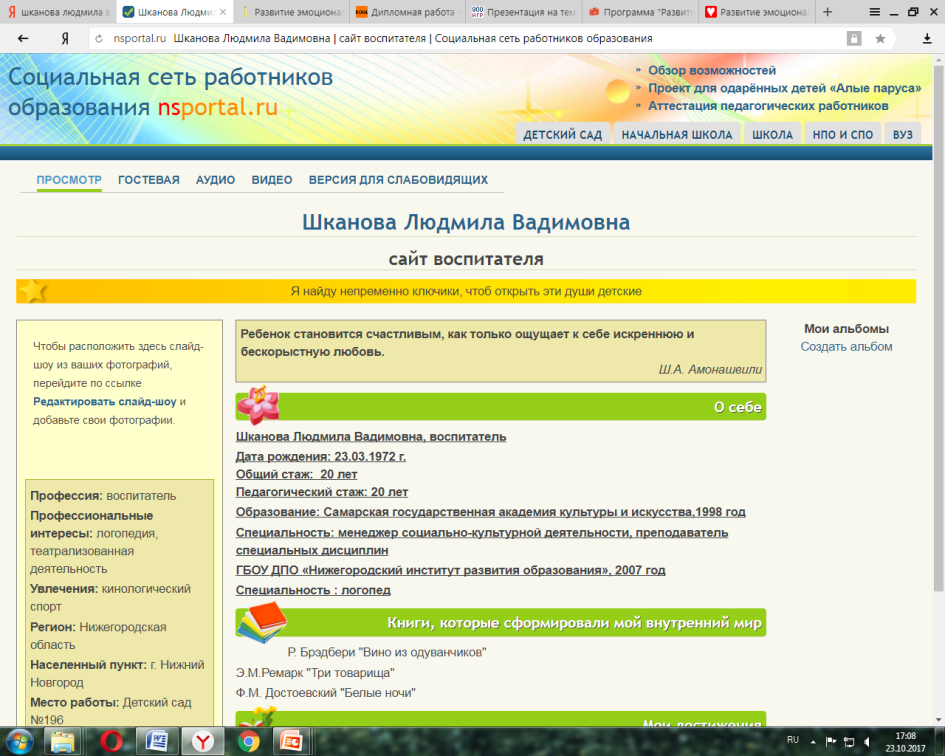 шканова людмила в
Шканова Людми
Развитие эмоциона
Дипломная работа
Презентация на тем
Программа "Развит
Развитие эмоциона
nsportal.ru Шканова Людмила Вадимовна | сайт воспитателя | Социальная сеть работников образования
Социальная сеть работников
образования nsportal.ru
» Обзор возможностей
» Проект для одарённых детей «Алые паруса»
» Аттестация педагогических работников
ДЕТСКИЙ САД НАЧАЛЬНАЯ ШКОЛА ШКОЛА НПО И СПО ВУЗ
ПРОСМОТР ГОСТЕВАЯ АУДИО ВИДЕО ВЕРСИЯ ДЛЯ СЛАБОВИДЯЩИХ
Шканова Людмила Вадимовна
сайт воспитателя
Я найду непременно ключики, чтоб открыть эти души детские
Чтобы расположить здесь слайд-
шоу из ваших фотографий,
перейдите по ссылке
Редактировать слайд-шоу и
добавьте свои фотографии.
Профессия: воспитатель
Профессиональные
интересы: логопедия,
театрализованная
деятельность
Увлечения: кинологический
спорт
Регион: Нижегородская
область
Населенный пункт: г. Нижний
Новгород
Место работы: Детский сад
№196
Ребенок становится счастливым, как только ощущает к себе искреннюю и
бескорыстную любовь.
Ш.А. Амонашвили
О себе
Шканова Людмила Вадимовна, воспитатель
Дата рождения: 23.03.1972 г.
Общий стаж: 20 лет
Педагогический стаж: 20 лет
Образование: Самарская государственная академия культуры и искусства,1998 год
Специальность: менеджер социально-культурной деятельности, преподаватель
специальных дисциплин
ГБОУ ДПО «Нижегородский институт развития образования», 2007 год
Специальность : логопед
Книги, которые сформировали мой внутренний мир
Р. Брэдбери "Вино из одуванчиков"
Э.М.Ремарк "Три товарища"
Ф.М. Достоевский "Белые ночи"
Мои достижения
Мои альбомы
Создать альбом
RU
17:08
23.10.2017